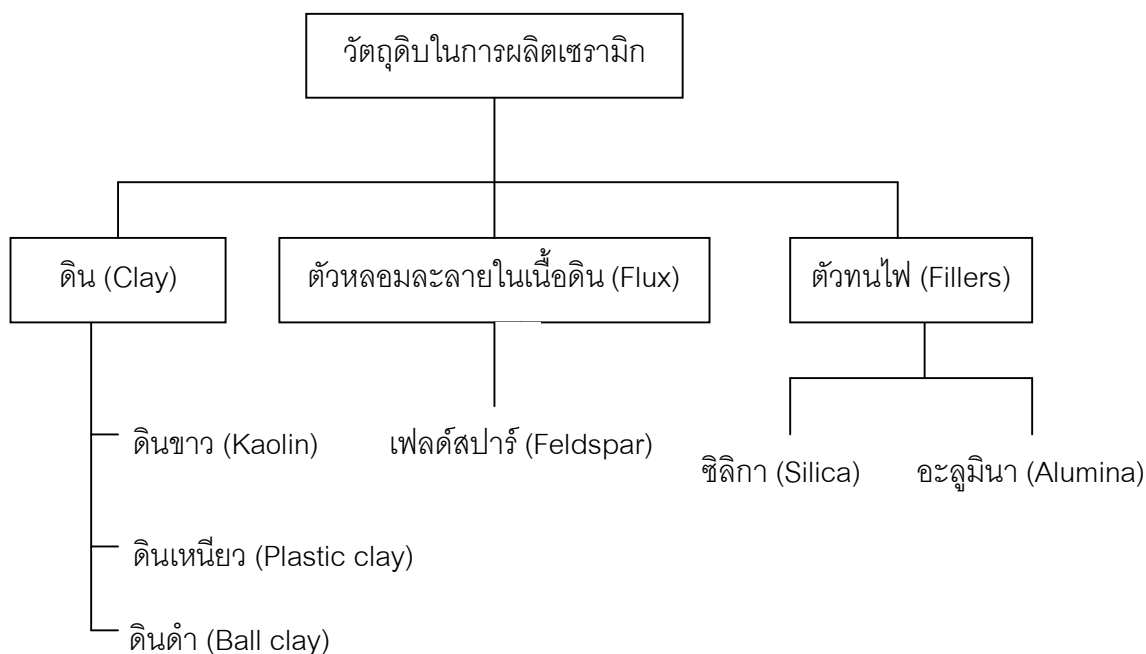 วัตถุดิบในการผลิตเซรามิก
ดิน (Clay)
ตัวหลอมละลายในเนื้อดิน (Flux)
ตัวทนไฟ (Fillers)
ดินขาว (Kaolin)
เฟลด์สปาร์ (Feldspar)
ซิลิกา (Silica)
อะลูมินา (Alumina)
ดินเหนียว (Plastic clay)
ดินดำ (Ball clay)